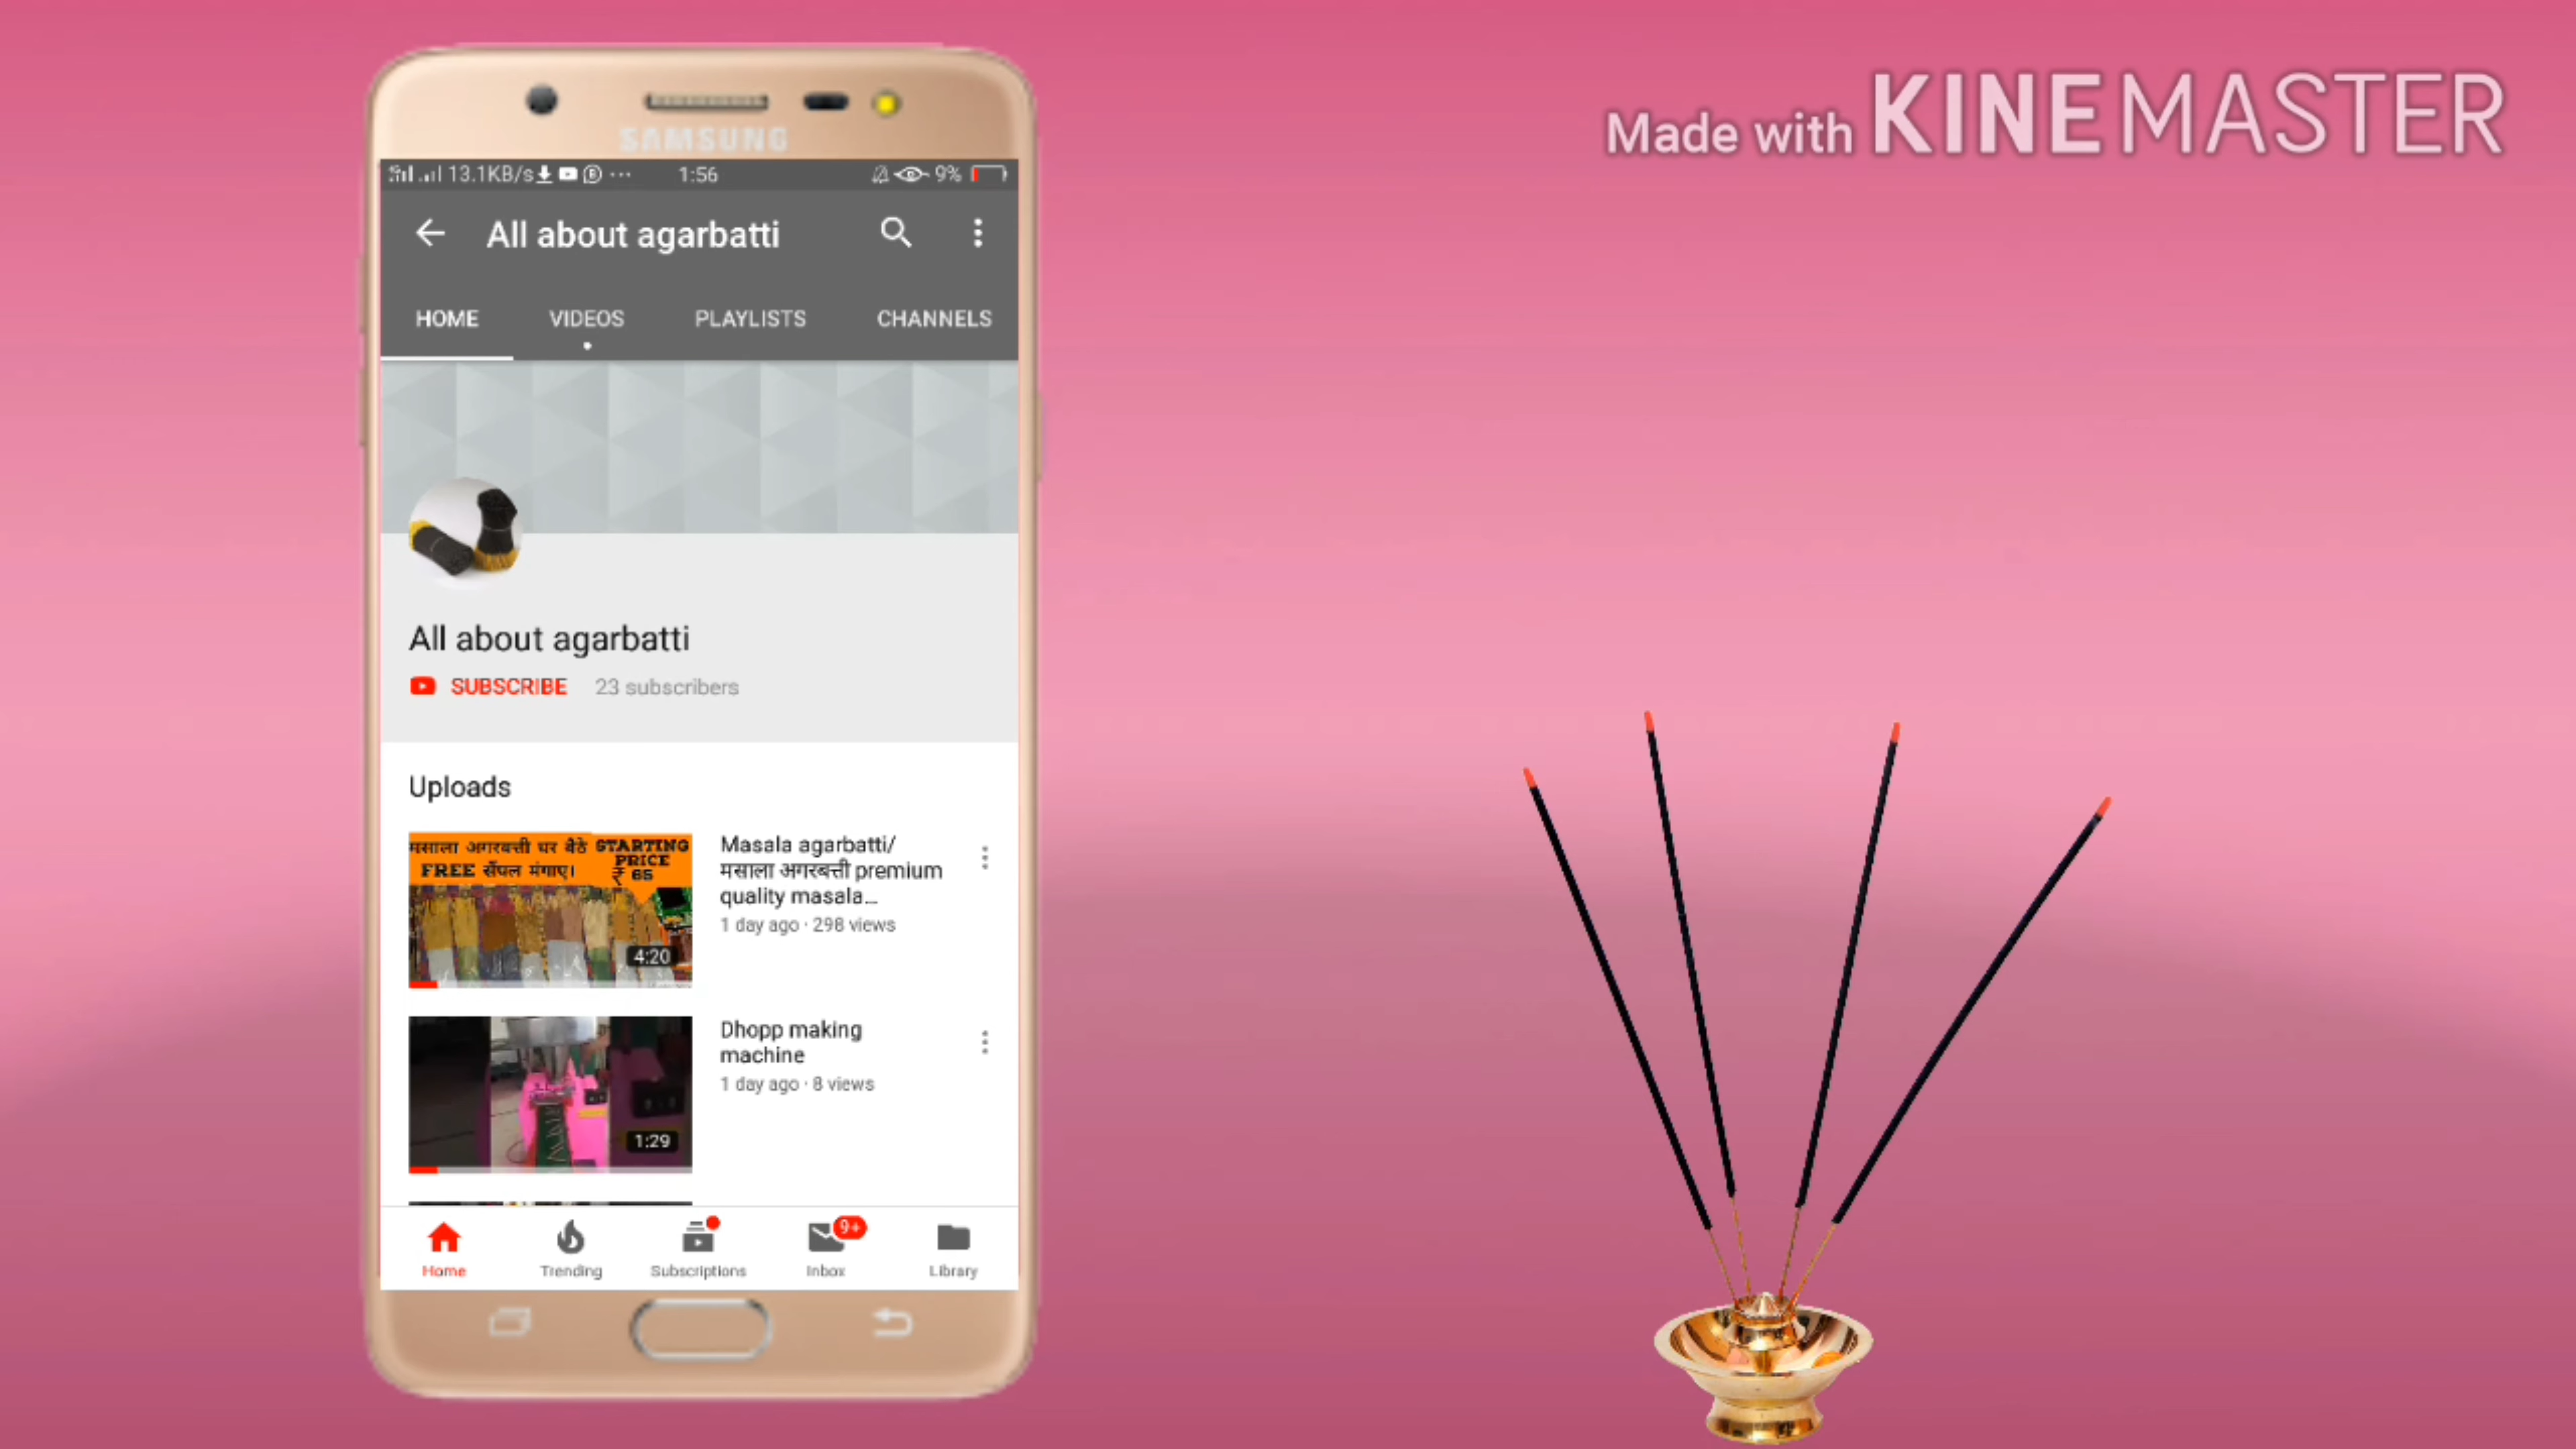 Made with KINEMASTER
SAMSUNG
13.1KB/s ··· 1:56 9%
All about agarbatti
HOME VIDEOS PLAYLISTS CHANNELS
All about agarbatti
SUBSCRIBE 23 subscribers
Uploads
मसाला अगरबत्ती घर बैठे STARTING
FREE सैंपल मंगाए। PRICE
₹ 65
4:20
Masala agarbatti/
मसाला अगरबत्ती premium
quality masala...
1 day ago · 298 views
1:29
Dhopp making
machine
1 day ago · 8 views
9+
Home Trending Subscriptions Inbox Library